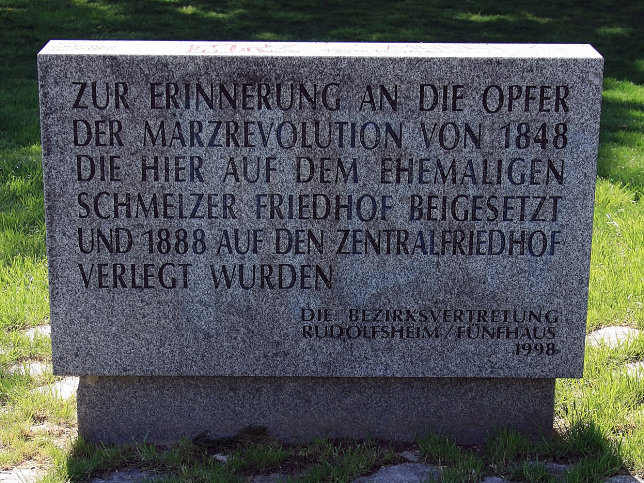 ZUR ERINNERUNG AN DIE OPFER
DER MÄRZREVOLUTION VON 1848
DIE HIER AUF DEM EHEMALIGEN
SCHMELZER FRIEDHOF BEIGESETZT
UND 1888 AUF DEN ZENTRALFRIEDHOF
VERLEGT WURDEN
DIE BEZIRKSVERTRETUNG
RUDOLFSHEIM/FÜNFHAUS
1998